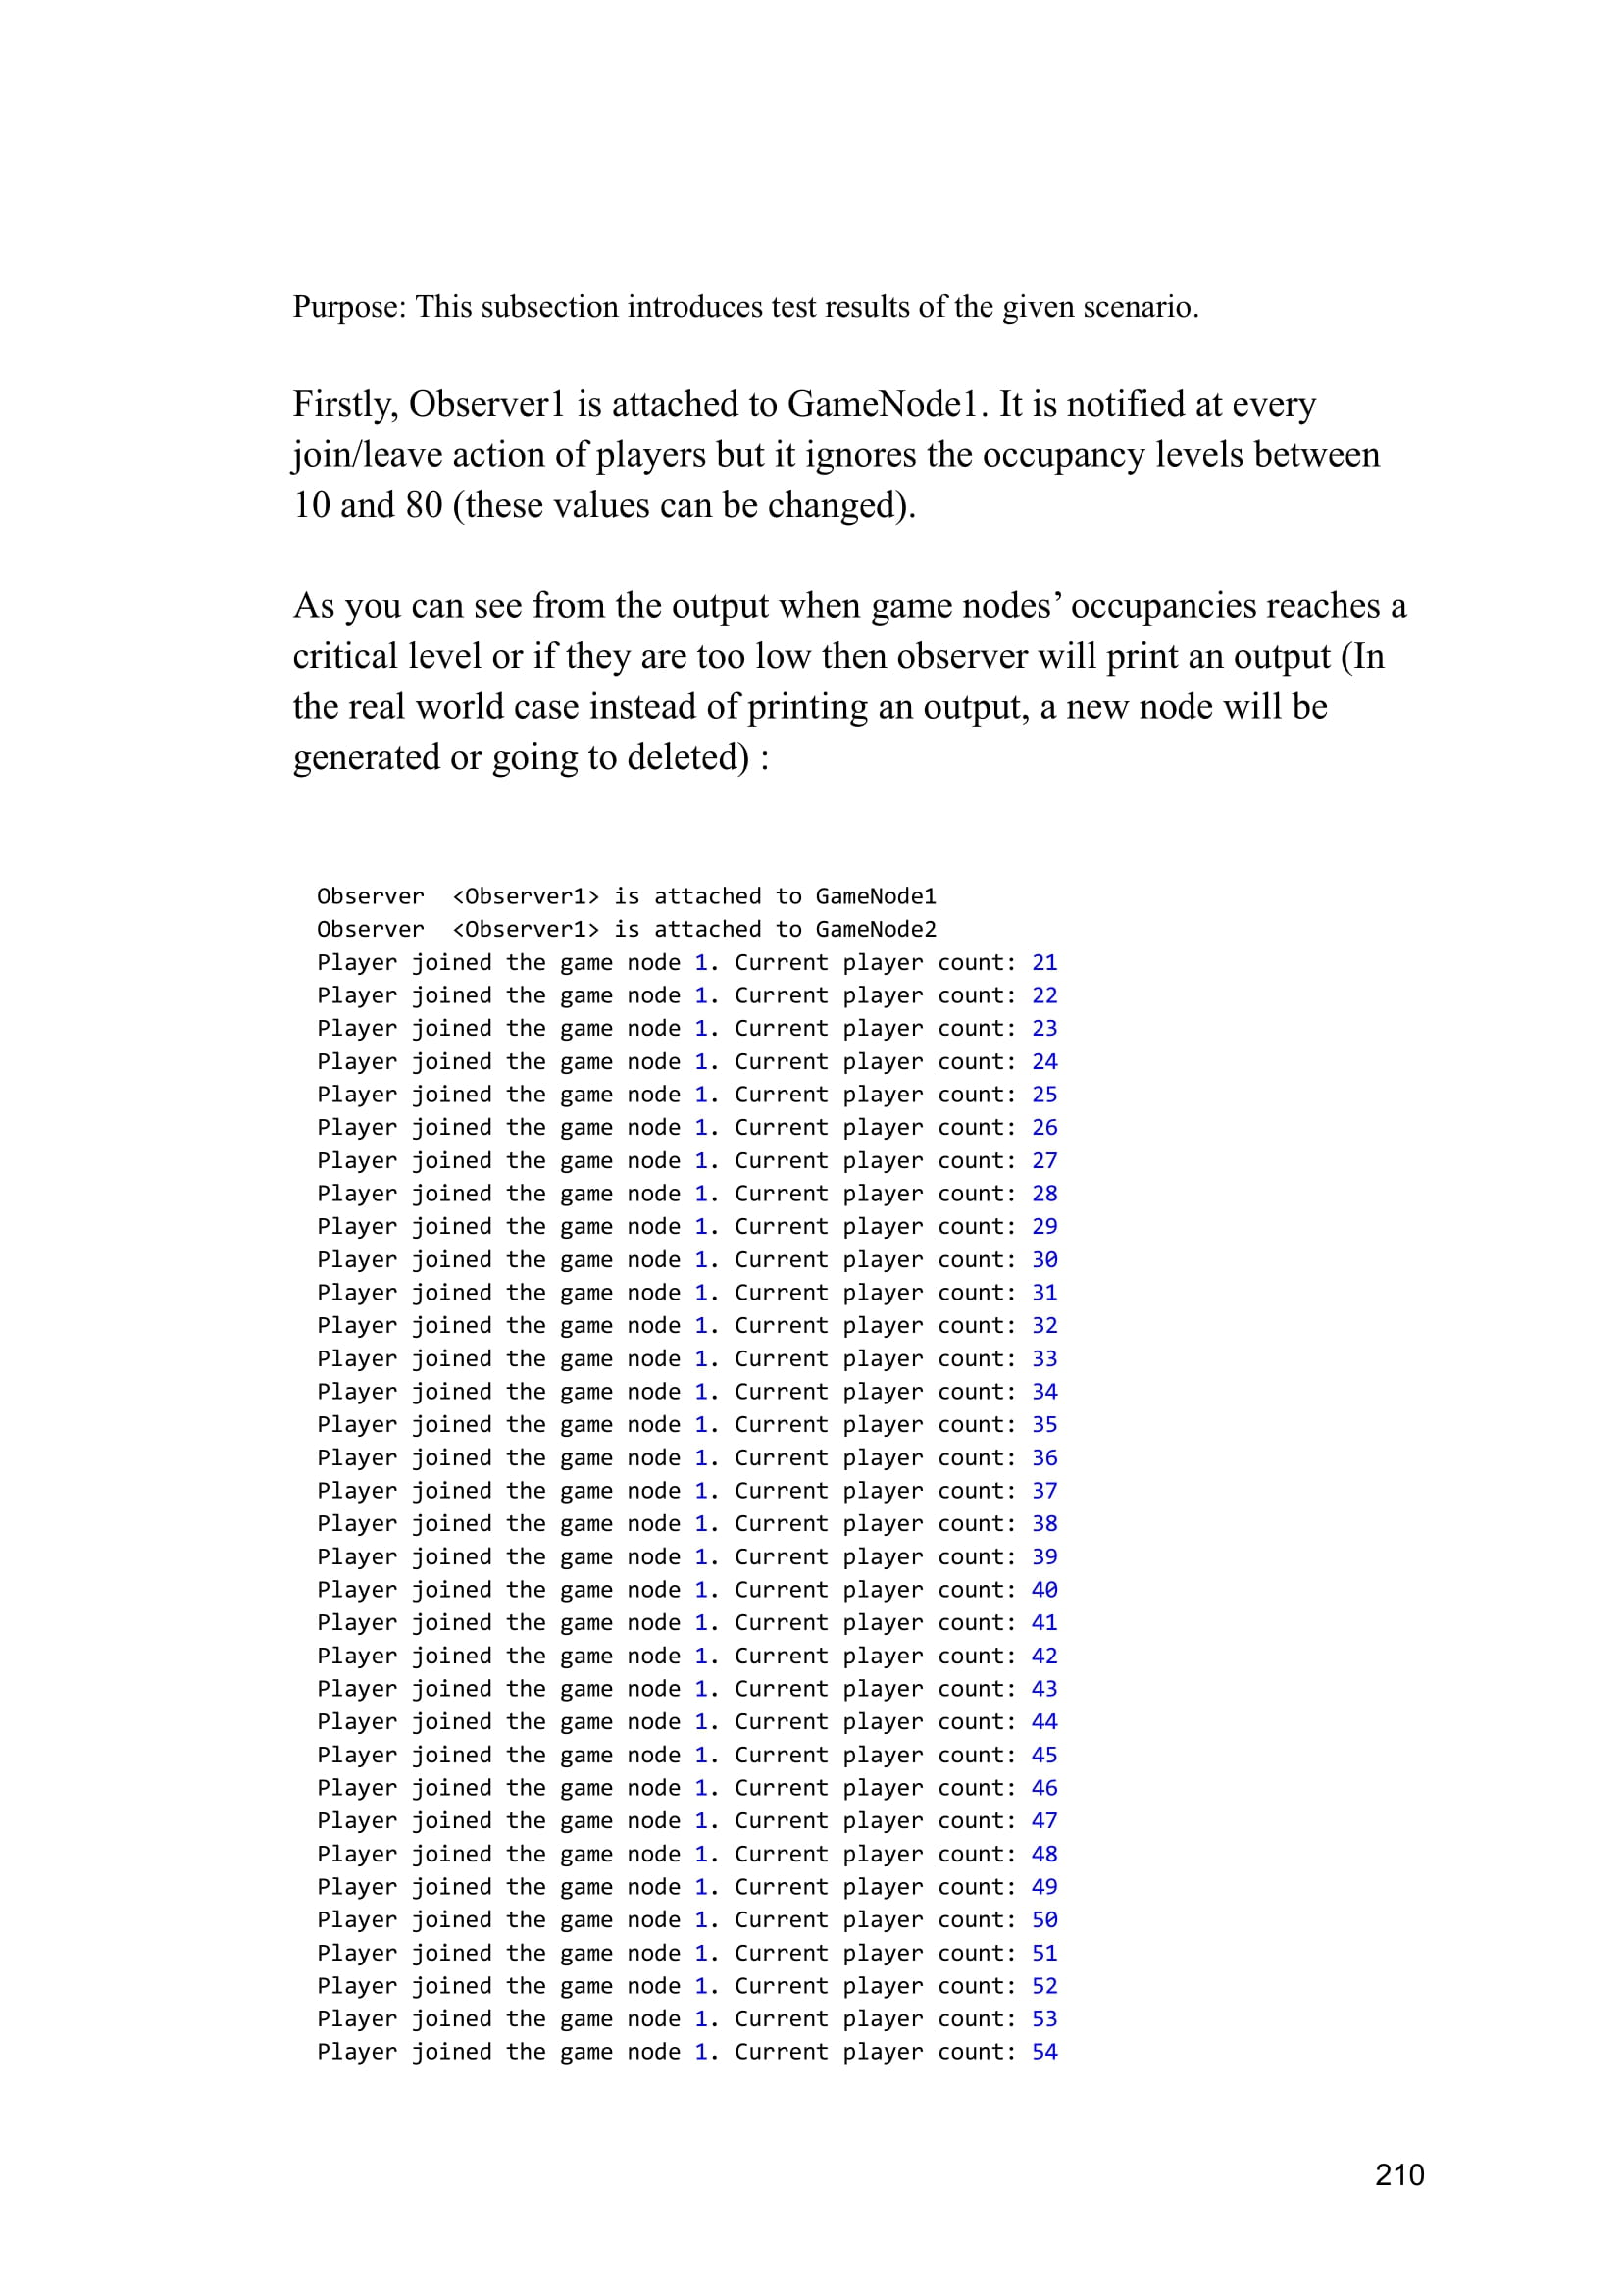 Purpose: This subsection introduces test results of the given scenario.
Firstly, Observer1 is attached to GameNode1. It is notified at every
join/leave action of players but it ignores the occupancy levels between
10 and 80 (these values can be changed).
As you can see from the output when game nodes’ occupancies reaches a
critical level or if they are too low then observer will print an output (In
the real world case instead of printing an output, a new node will be
generated or going to deleted) :
Observer  <Observer1> is attached to GameNode1
Observer  <Observer1> is attached to GameNode2
Player joined the game node 1. Current player count: 21
Player joined the game node 1. Current player count: 22
Player joined the game node 1. Current player count: 23
Player joined the game node 1. Current player count: 24
Player joined the game node 1. Current player count: 25
Player joined the game node 1. Current player count: 26
Player joined the game node 1. Current player count: 27
Player joined the game node 1. Current player count: 28
Player joined the game node 1. Current player count: 29
Player joined the game node 1. Current player count: 30
Player joined the game node 1. Current player count: 31
Player joined the game node 1. Current player count: 32
Player joined the game node 1. Current player count: 33
Player joined the game node 1. Current player count: 34
Player joined the game node 1. Current player count: 35
Player joined the game node 1. Current player count: 36
Player joined the game node 1. Current player count: 37
Player joined the game node 1. Current player count: 38
Player joined the game node 1. Current player count: 39
Player joined the game node 1. Current player count: 40
Player joined the game node 1. Current player count: 41
Player joined the game node 1. Current player count: 42
Player joined the game node 1. Current player count: 43
Player joined the game node 1. Current player count: 44
Player joined the game node 1. Current player count: 45
Player joined the game node 1. Current player count: 46
Player joined the game node 1. Current player count: 47
Player joined the game node 1. Current player count: 48
Player joined the game node 1. Current player count: 49
Player joined the game node 1. Current player count: 50
Player joined the game node 1. Current player count: 51
Player joined the game node 1. Current player count: 52
Player joined the game node 1. Current player count: 53
Player joined the game node 1. Current player count: 54
210